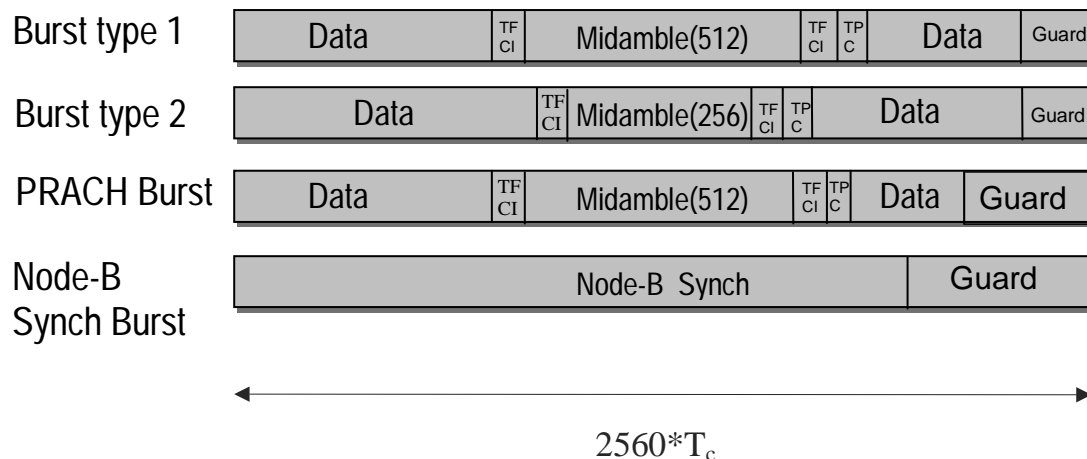 Burst type 1
Data
TF
CI
Midamble(512)
TF
CI
TP
C
Data
Guard
Burst type 2
Data
TF
CI
Midamble(256)
TF
CI
TP
C
Data
Guard
PRACH Burst
Data
TF
CI
Midamble(512)
TF
CI
TP
C
Data
Guard
Node-B
Synch Burst
Node-B Synch
Guard
2560*Tc